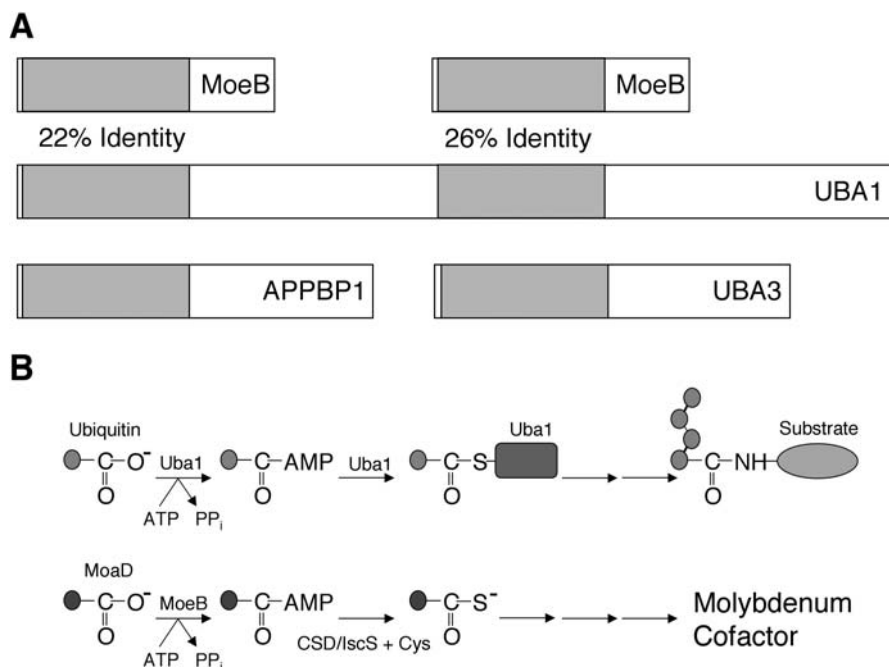 A
MoeB MoeB
22% Identity 26% Identity
UBA1
APPBP1 UBA3
B
Ubiquitin Uba1 Substrate
C–O⁻ Uba1 C–AMP Uba1 C–S C–NH
O O O O
ATP PPi
MoaD
C–O⁻ MoeB C–AMP C–S⁻ Molybdenum
O O CSD/IscS + Cys O Cofactor
ATP PPi